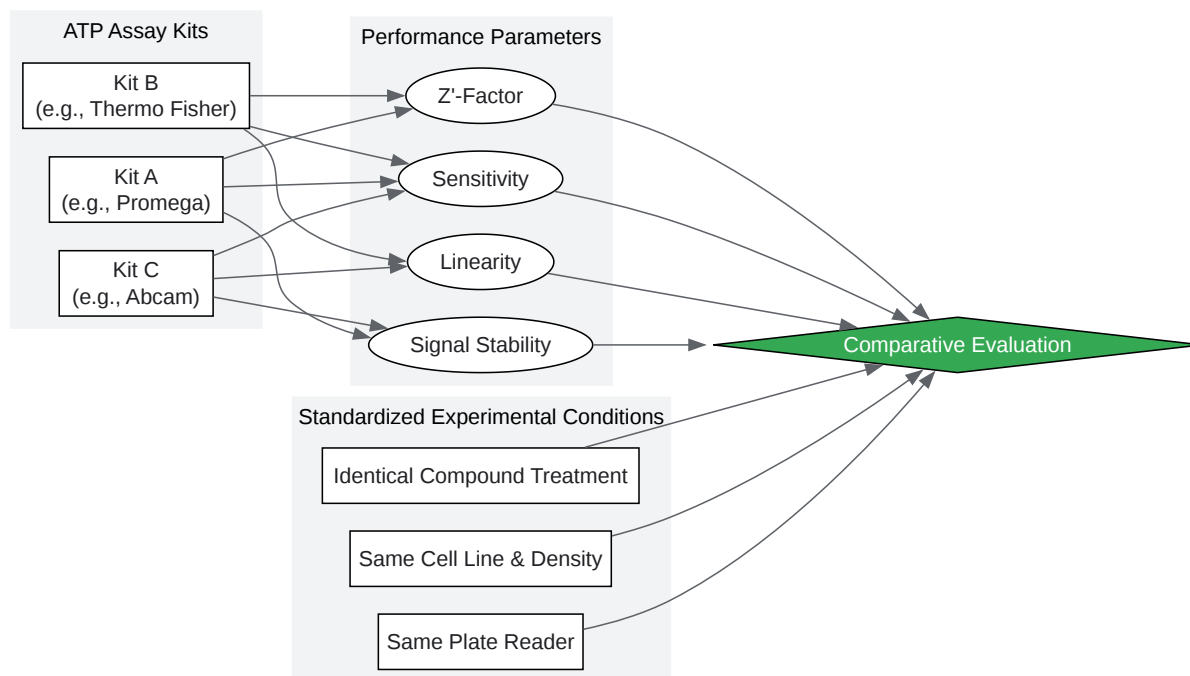 ATP Assay Kits
Kit B
(e.g., Thermo Fisher)
Kit A
(e.g., Promega)
Kit C
(e.g., Abcam)
Performance Parameters
Z'-Factor
Sensitivity
Linearity
Signal Stability
Comparative Evaluation
Standardized Experimental Conditions
Identical Compound Treatment
Same Cell Line & Density
Same Plate Reader